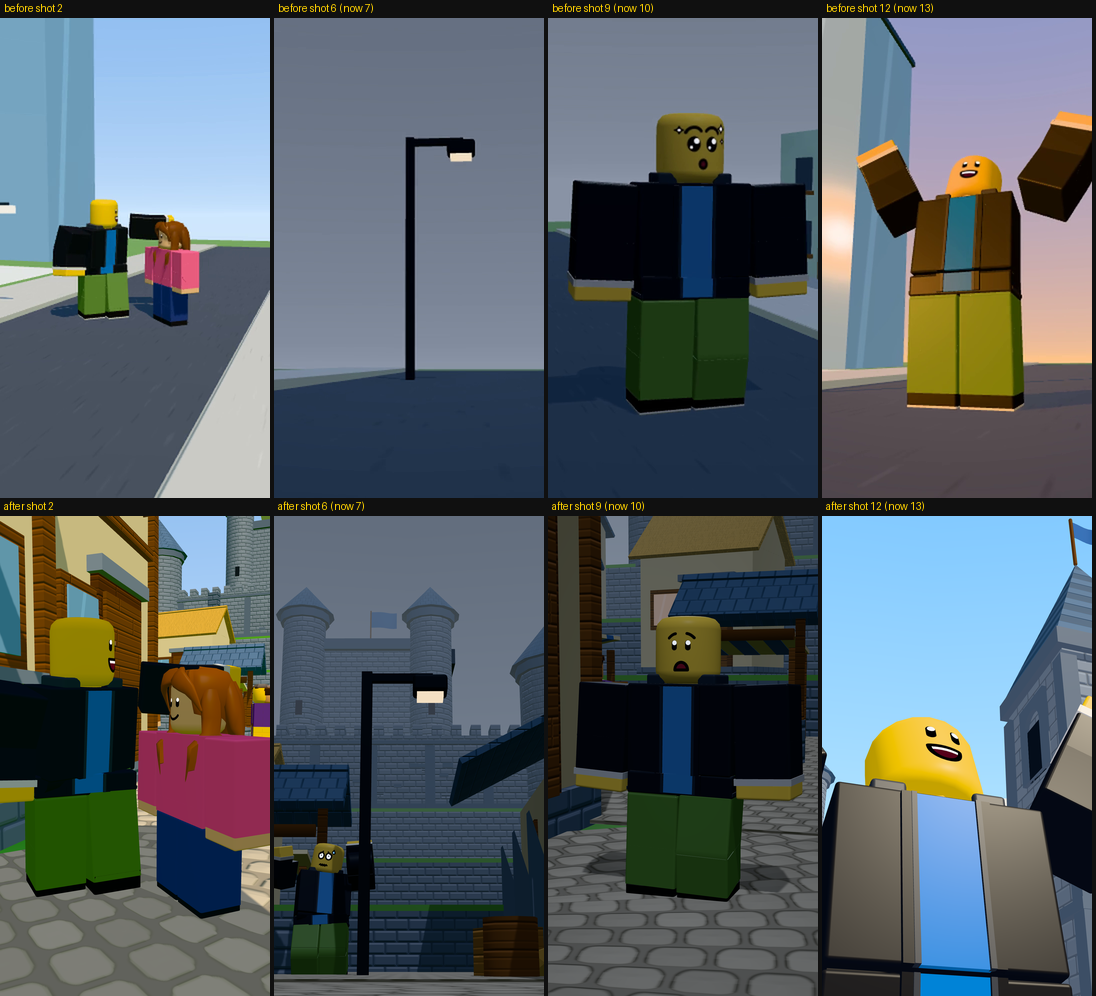 before shot 2
before shot 6 (now 7)
before shot 9 (now 10)
before shot 12 (now 13)
after shot 2
after shot 6 (now 7)
after shot 9 (now 10)
after shot 12 (now 13)